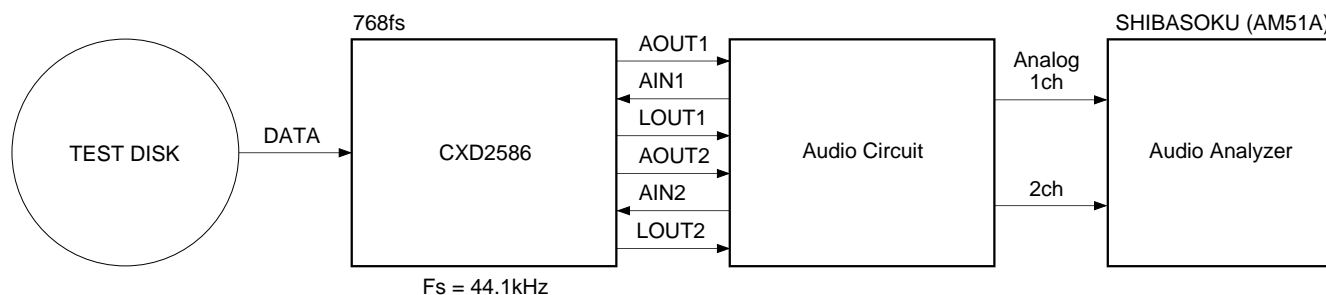 768fs
SHIBASOKU (AM51A)
TEST DISK
DATA
CXD2586
AOUT1
AIN1
LOUT1
AOUT2
AIN2
LOUT2
Audio Circuit
Analog
1ch
2ch
Audio Analyzer
Fs = 44.1kHz